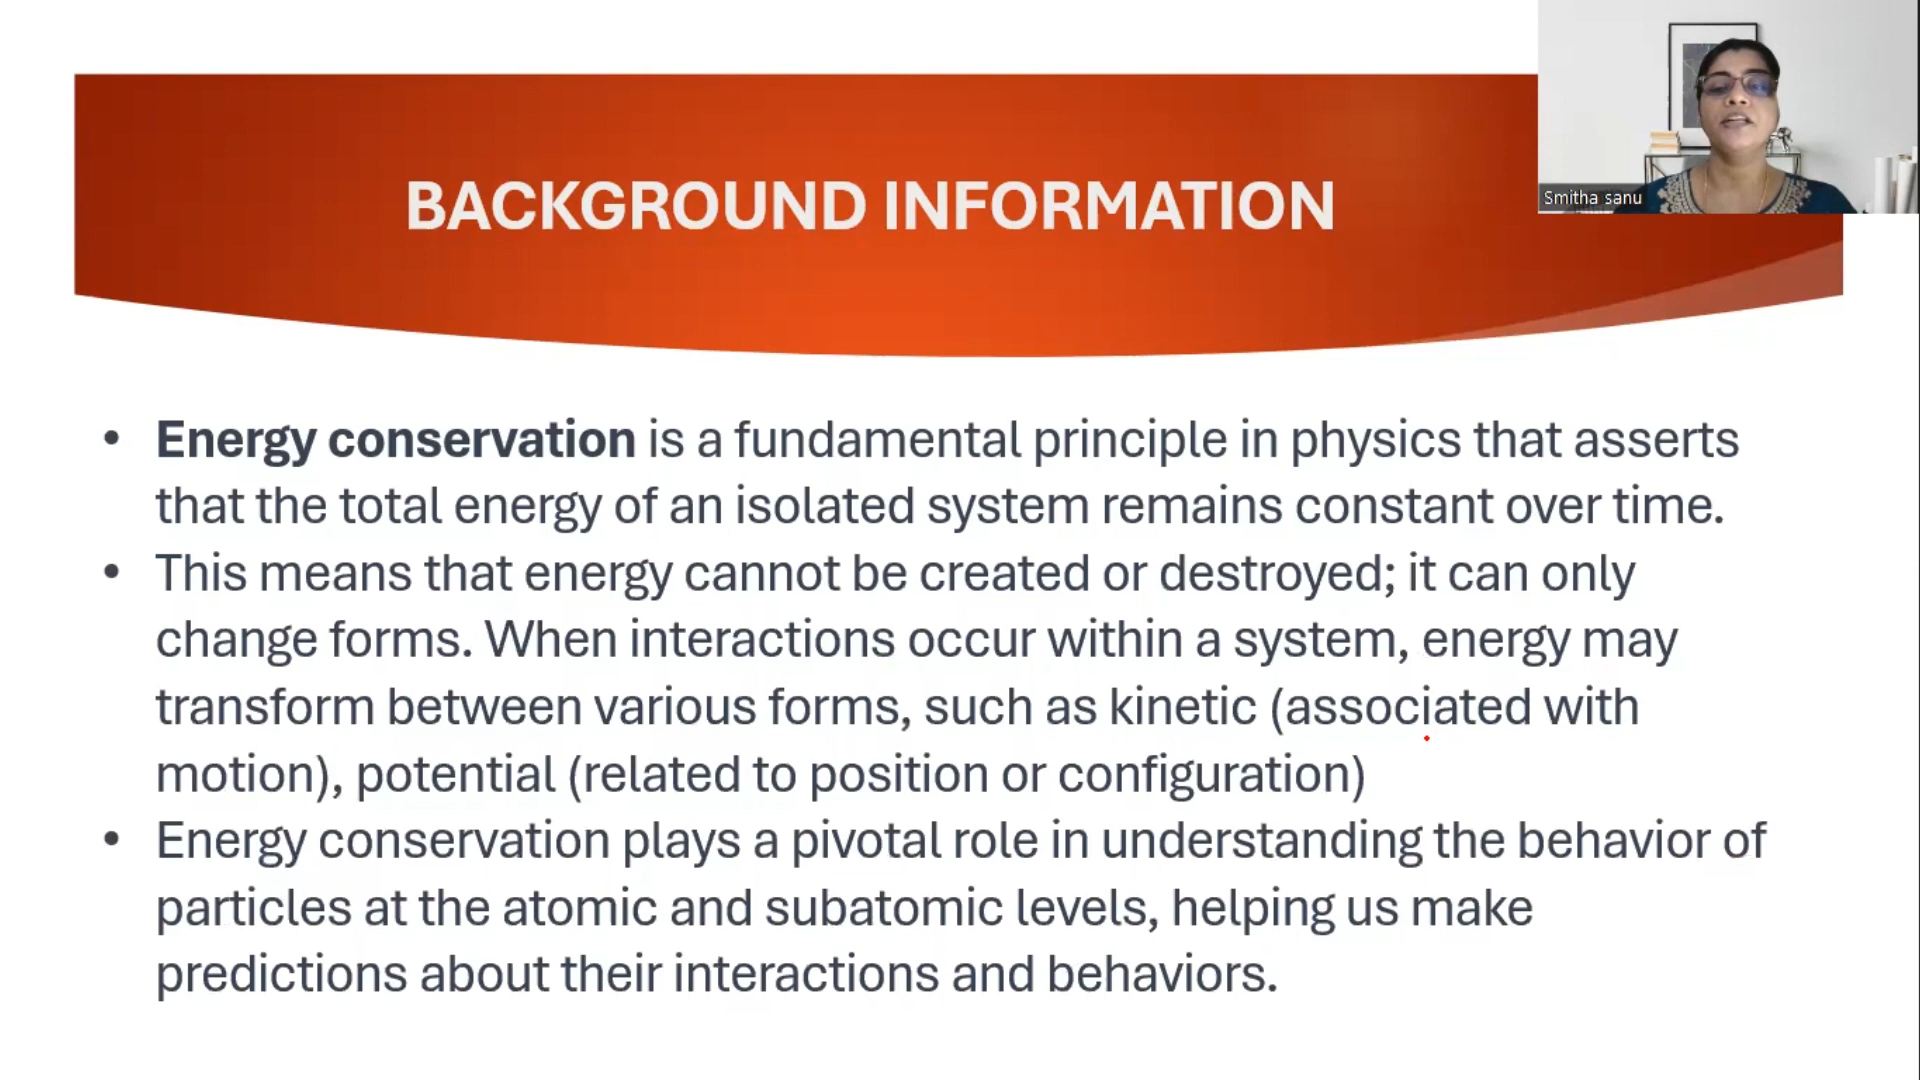 BACKGROUND INFORMATION
Smitha sanu
• Energy conservation is a fundamental principle in physics that asserts
that the total energy of an isolated system remains constant over time.
• This means that energy cannot be created or destroyed; it can only
change forms. When interactions occur within a system, energy may
transform between various forms, such as kinetic (associated with
motion), potential (related to position or configuration)
• Energy conservation plays a pivotal role in understanding the behavior of
particles at the atomic and subatomic levels, helping us make
predictions about their interactions and behaviors.